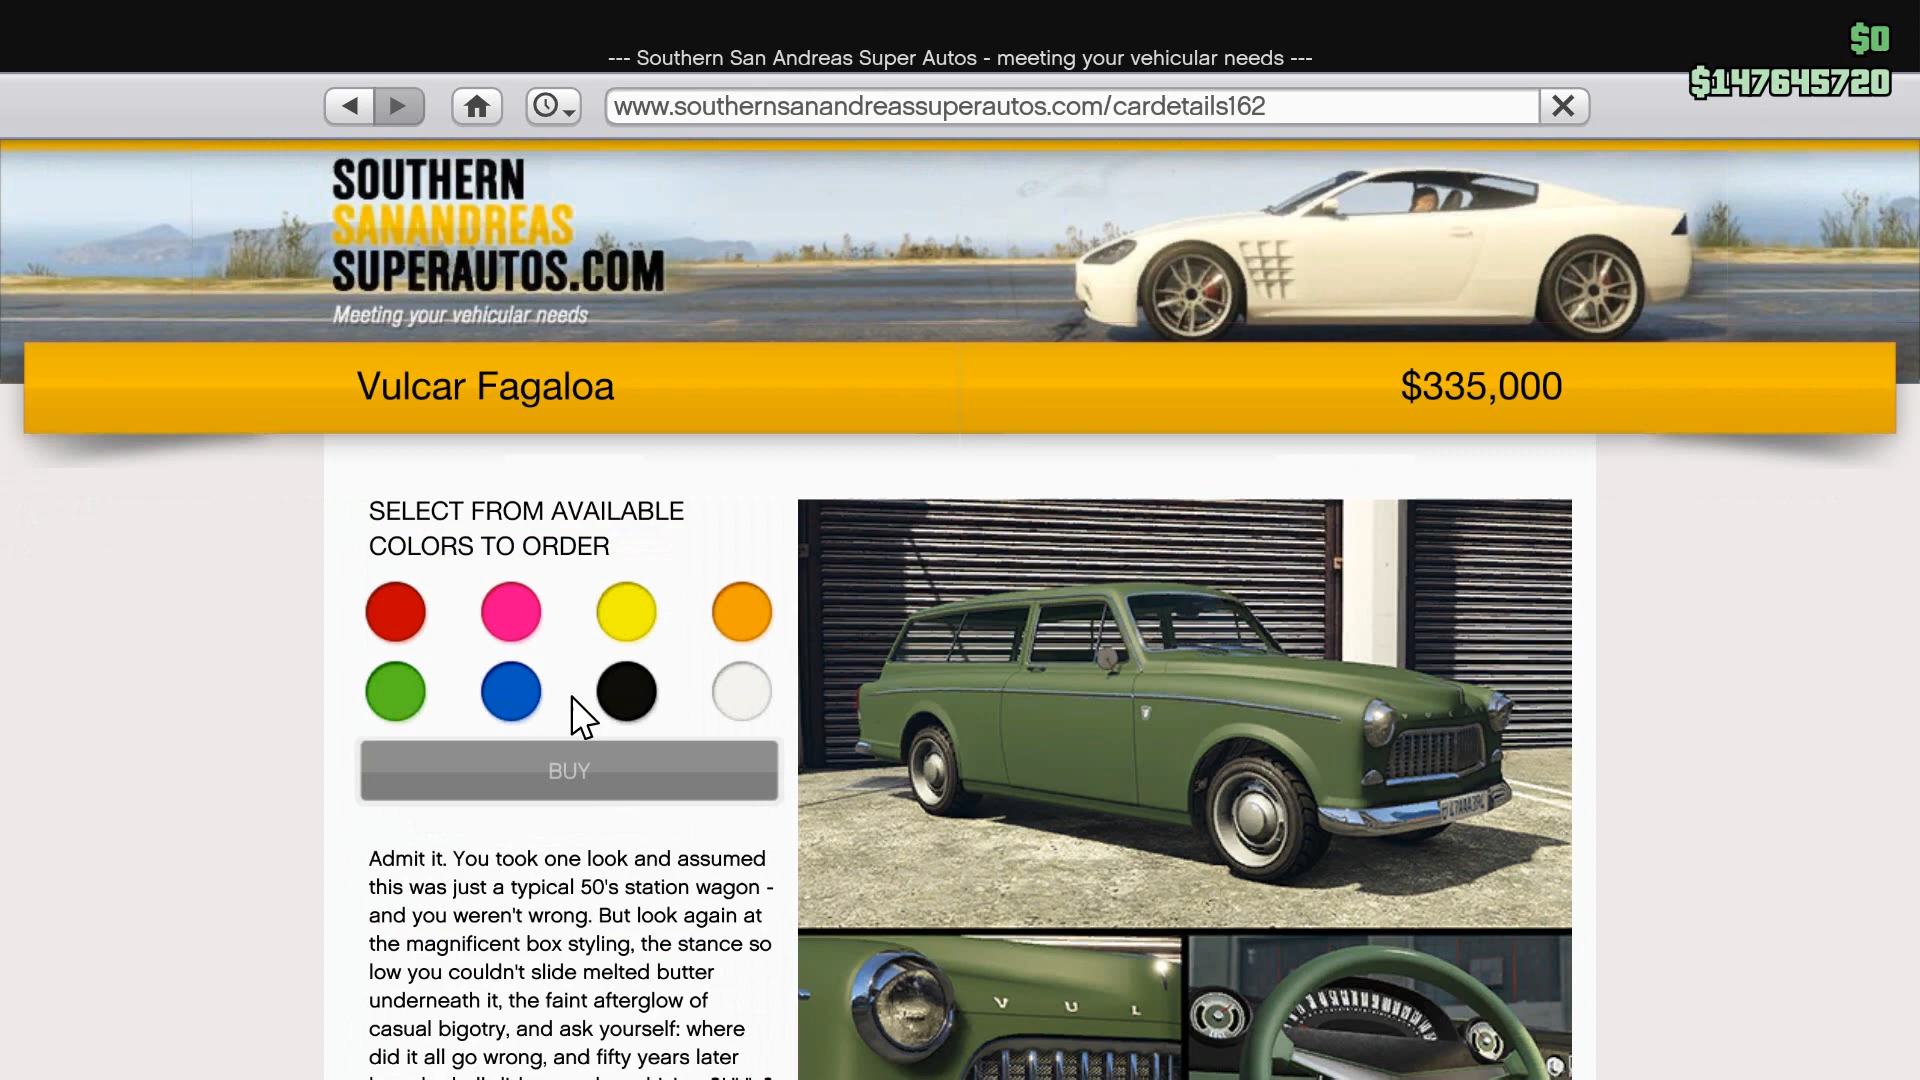 --- Southern San Andreas Super Autos - meeting your vehicular needs ---
$0
$147645720
www.southernsanandreassuperautos.com/cardetails162
SOUTHERN
SANANDREAS
SUPERAUTOS.COM
Meeting your vehicular needs
Vulcar Fagaloa
$335,000
SELECT FROM AVAILABLE
COLORS TO ORDER
BUY
Admit it. You took one look and assumed
this was just a typical 50's station wagon -
and you weren't wrong. But look again at
the magnificent box styling, the stance so
low you couldn't slide melted butter
underneath it, the faint afterglow of
casual bigotry, and ask yourself: where
did it all go wrong, and fifty years later
V U L